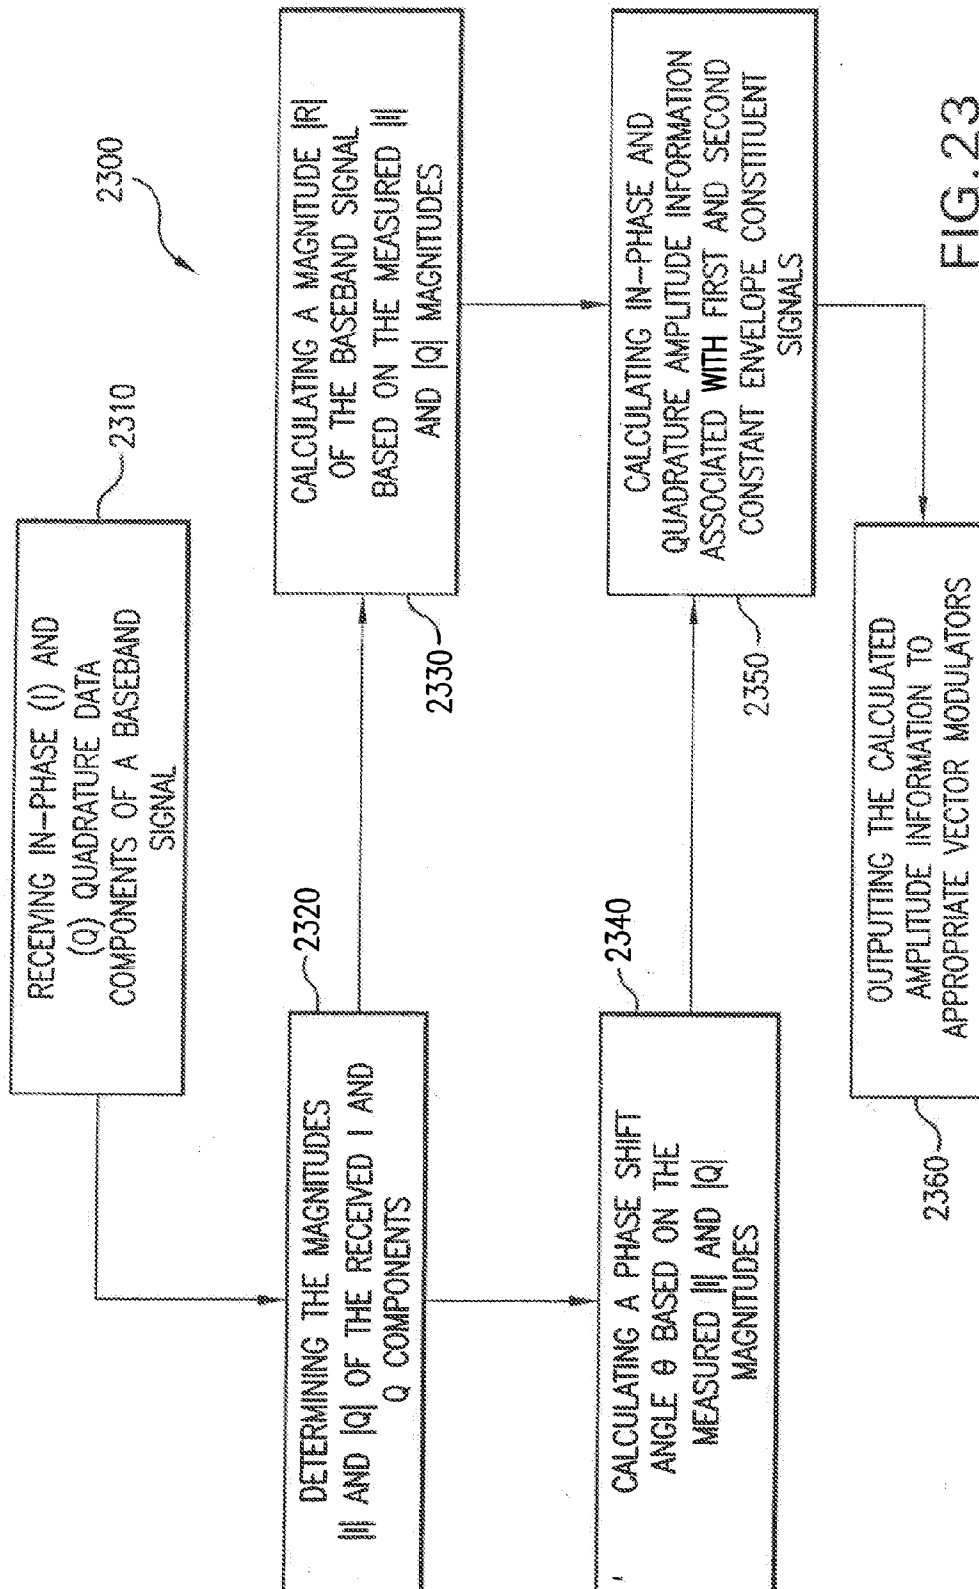 2300
RECEIVING IN-PHASE (I) AND
(Q) QUADRATURE DATA
COMPONENTS OF A BASEBAND
SIGNAL
2310
DETERMINING THE MAGNITUDES
|I| AND |Q| OF THE RECEIVED I AND
Q COMPONENTS
2320
CALCULATING A MAGNITUDE |R|
OF THE BASEBAND SIGNAL
BASED ON THE MEASURED |I|
AND |Q| MAGNITUDES
2330
CALCULATING A PHASE SHIFT
ANGLE θ BASED ON THE
MEASURED |I| AND |Q|
MAGNITUDES
2340
CALCULATING IN-PHASE AND
QUADRATURE AMPLITUDE INFORMATION
ASSOCIATED WITH FIRST AND SECOND
CONSTANT ENVELOPE CONSTITUENT
SIGNALS
2350
OUTPUTTING THE CALCULATED
AMPLITUDE INFORMATION TO
APPROPRIATE VECTOR MODULATORS
2360
FIG. 23